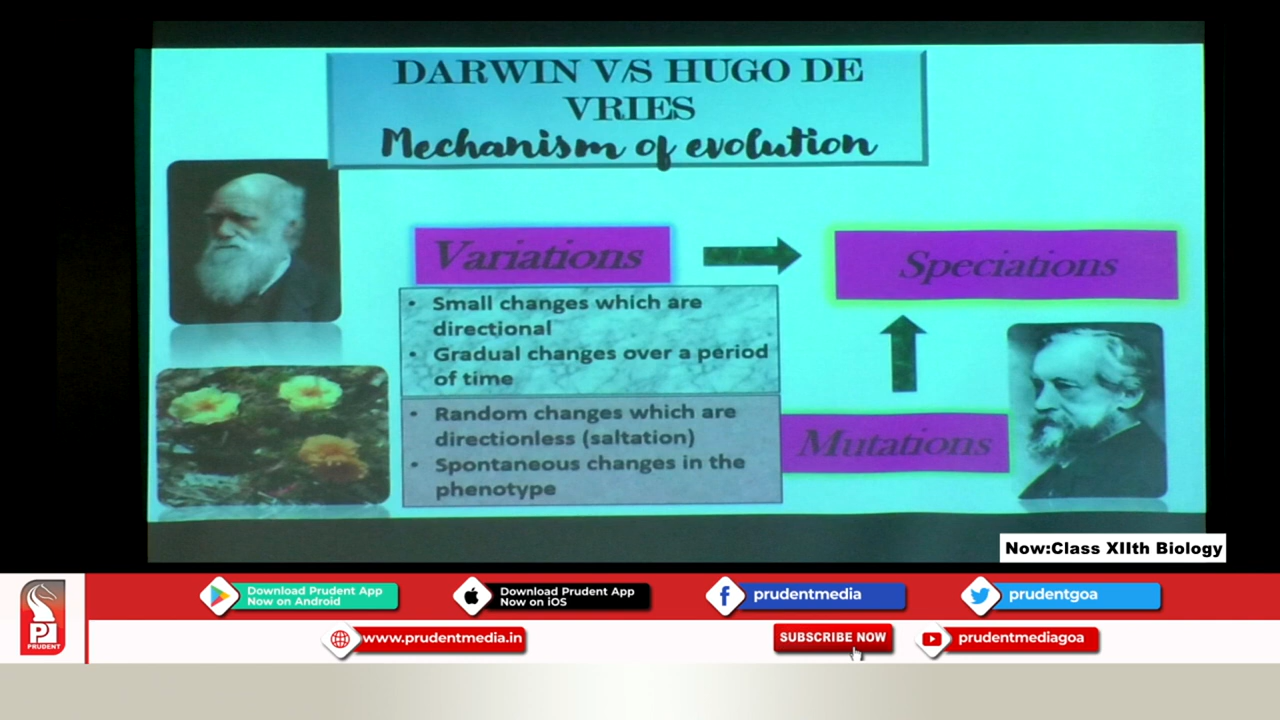 DARWIN V/S HUGO DE
VRIES
Mechanism of evolution
Variations
Speciations
• Small changes which are
directional
• Gradual changes over a period
of time
• Random changes which are
directionless (saltation)
• Spontaneous changes in the
phenotype
Mutations
Now:Class XIIth Biology
Download Prudent App
Now on Android
Download Prudent App
Now on iOS
prudentmedia
prudentgoa
PRUDENT
www.prudentmedia.in
SUBSCRIBE NOW
prudentmediagoa